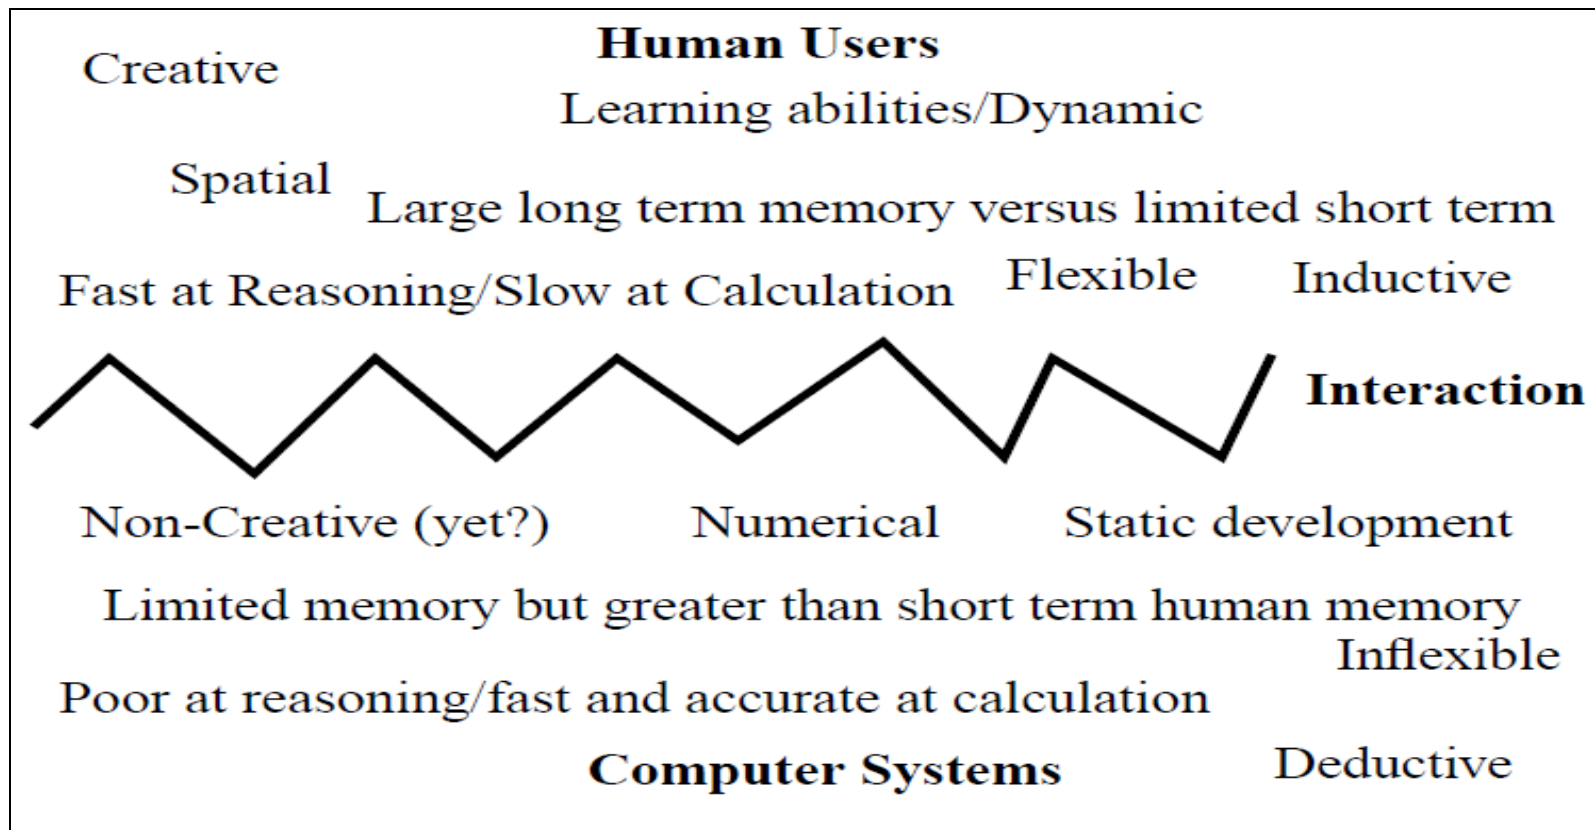 Human Users
Creative
Learning abilities/Dynamic
Spatial
Large long term memory versus limited short term
Fast at Reasoning/Slow at Calculation
Flexible
Inductive
Interaction
Non-Creative (yet?)
Numerical
Static development
Limited memory but greater than short term human memory
Inflexible
Poor at reasoning/fast and accurate at calculation
Computer Systems
Deductive